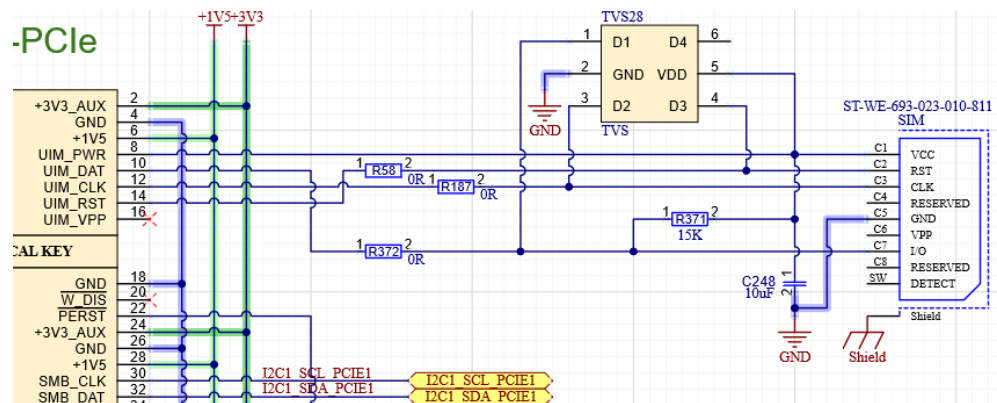 -PCIe
+1V5 +3V3
TVS28
1 D1 D4 6
2 GND VDD 5
3 D2 D3 4
GND TVS
ST-WE-693-023-010-811
SIM
+3V3_AUX 2
GND 4
+1V5 6
UIM_PWR 8
UIM_DAT 10
UIM_CLK 12
UIM_RST 14
UIM_VPP 16
1 R58 2
0R
1 R187 2
0R
1 R371 2
15K
1 R372 2
0R
C1 VCC
C2 RST
C3 CLK
C4 RESERVED
C5 GND
C6 VPP
C7 I/O
C8 RESERVED
SW DETECT
Shield
C248 1
10uF 2
GND
Shield
CAL KEY
GND 18
W_DIS 20
PERST 22
+3V3_AUX 24
GND 26
+1V5 28
SMB_CLK 30 I2C1_SCL_PCIE1 I2C1_SCL_PCIE1
SMB_DAT 32 I2C1_SDA_PCIE1 I2C1_SDA_PCIE1